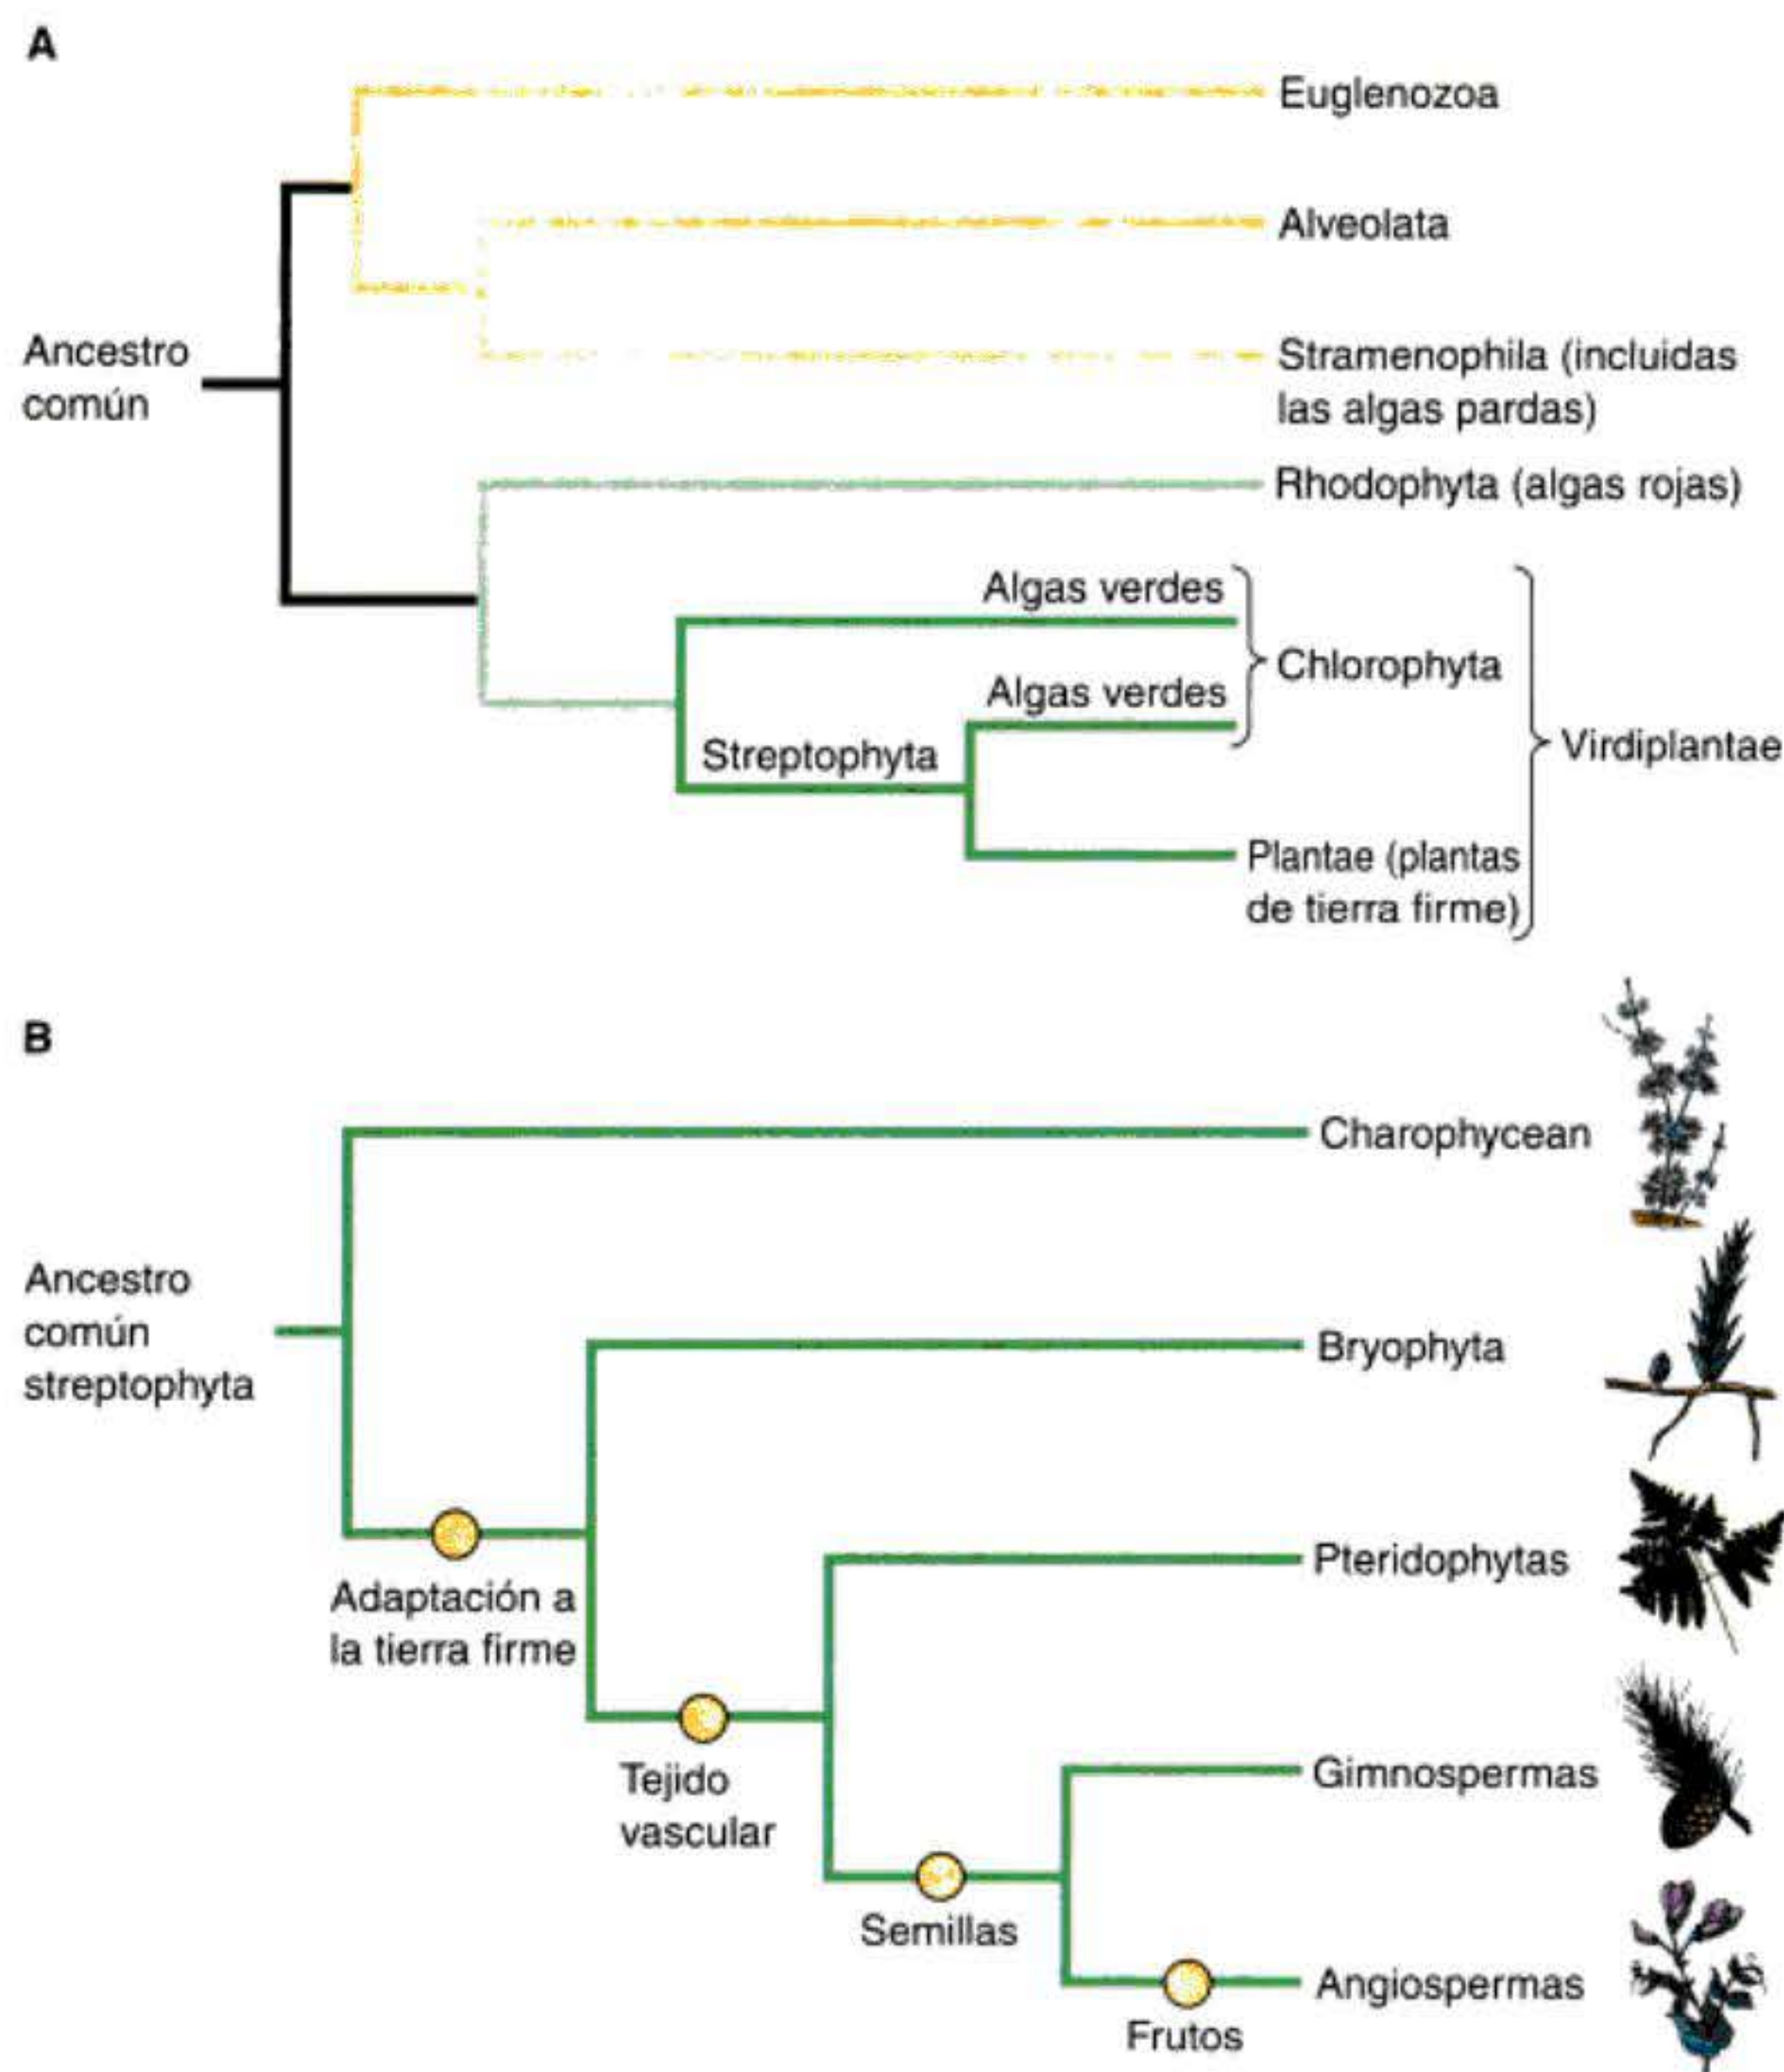 A
Euglenozoa
Alveolata
Ancestro
común
Stramenophila (incluidas
las algas pardas)
Rhodophyta (algas rojas)
Algas verdes
Chlorophyta
Algas verdes
Streptophyta
Virdiplantae
Plantae (plantas
de tierra firme)
B
Charophycean
Ancestro
común
streptophyta
Bryophyta
Pteridophytas
Adaptación a
la tierra firme
Tejido
vascular
Gimnospermas
Semillas
Angiospermas
Frutos